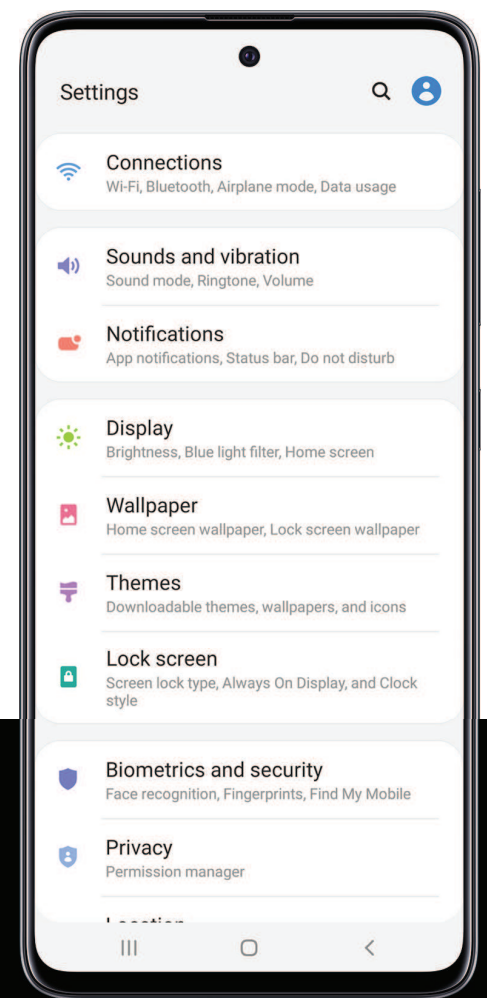 Settings
Connections
Wi-Fi, Bluetooth, Airplane mode, Data usage
Sounds and vibration
Sound mode, Ringtone, Volume
Notifications
App notifications, Status bar, Do not disturb
Display
Brightness, Blue light filter, Home screen
Wallpaper
Home screen wallpaper, Lock screen wallpaper
Themes
Downloadable themes, wallpapers, and icons
Lock screen
Screen lock type, Always On Display, and Clock
style
Biometrics and security
Face recognition, Fingerprints, Find My Mobile
Privacy
Permission manager